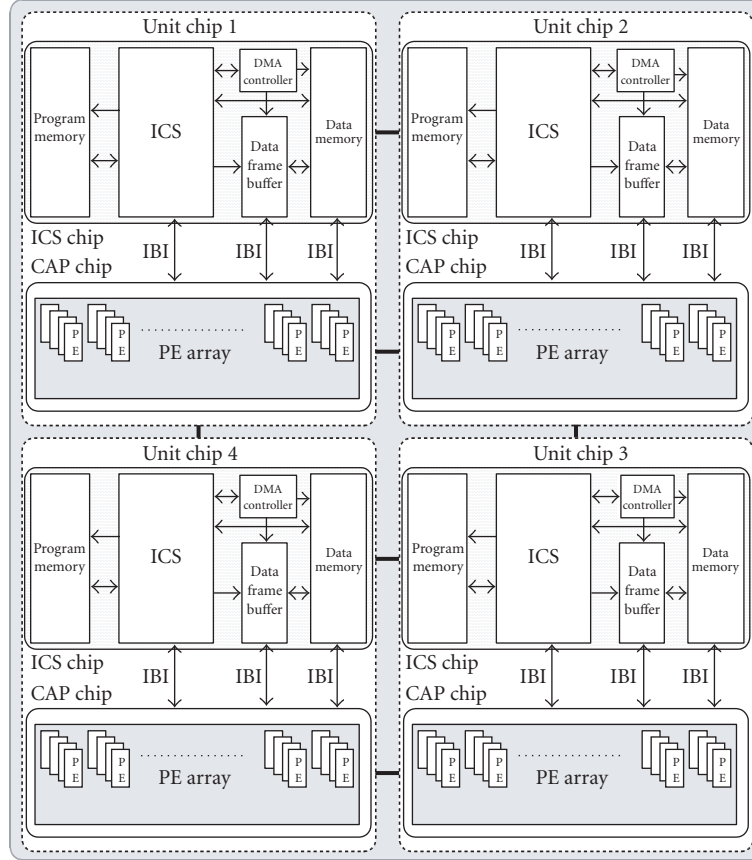 Unit chip 1
Program
memory
ICS
DMA
controller
Data
frame
buffer
Data
memory
ICS chip
CAP chip
IBI
IBI
IBI
P
E
P
E
P
E
P
E
PE array
Unit chip 2
Program
memory
ICS
DMA
controller
Data
frame
buffer
Data
memory
ICS chip
CAP chip
IBI
IBI
IBI
P
E
P
E
P
E
P
E
PE array
Unit chip 4
Program
memory
ICS
DMA
controller
Data
frame
buffer
Data
memory
ICS chip
CAP chip
IBI
IBI
IBI
P
E
P
E
P
E
P
E
PE array
Unit chip 3
Program
memory
ICS
DMA
controller
Data
frame
buffer
Data
memory
ICS chip
CAP chip
IBI
IBI
IBI
P
E
P
E
P
E
P
E
PE array